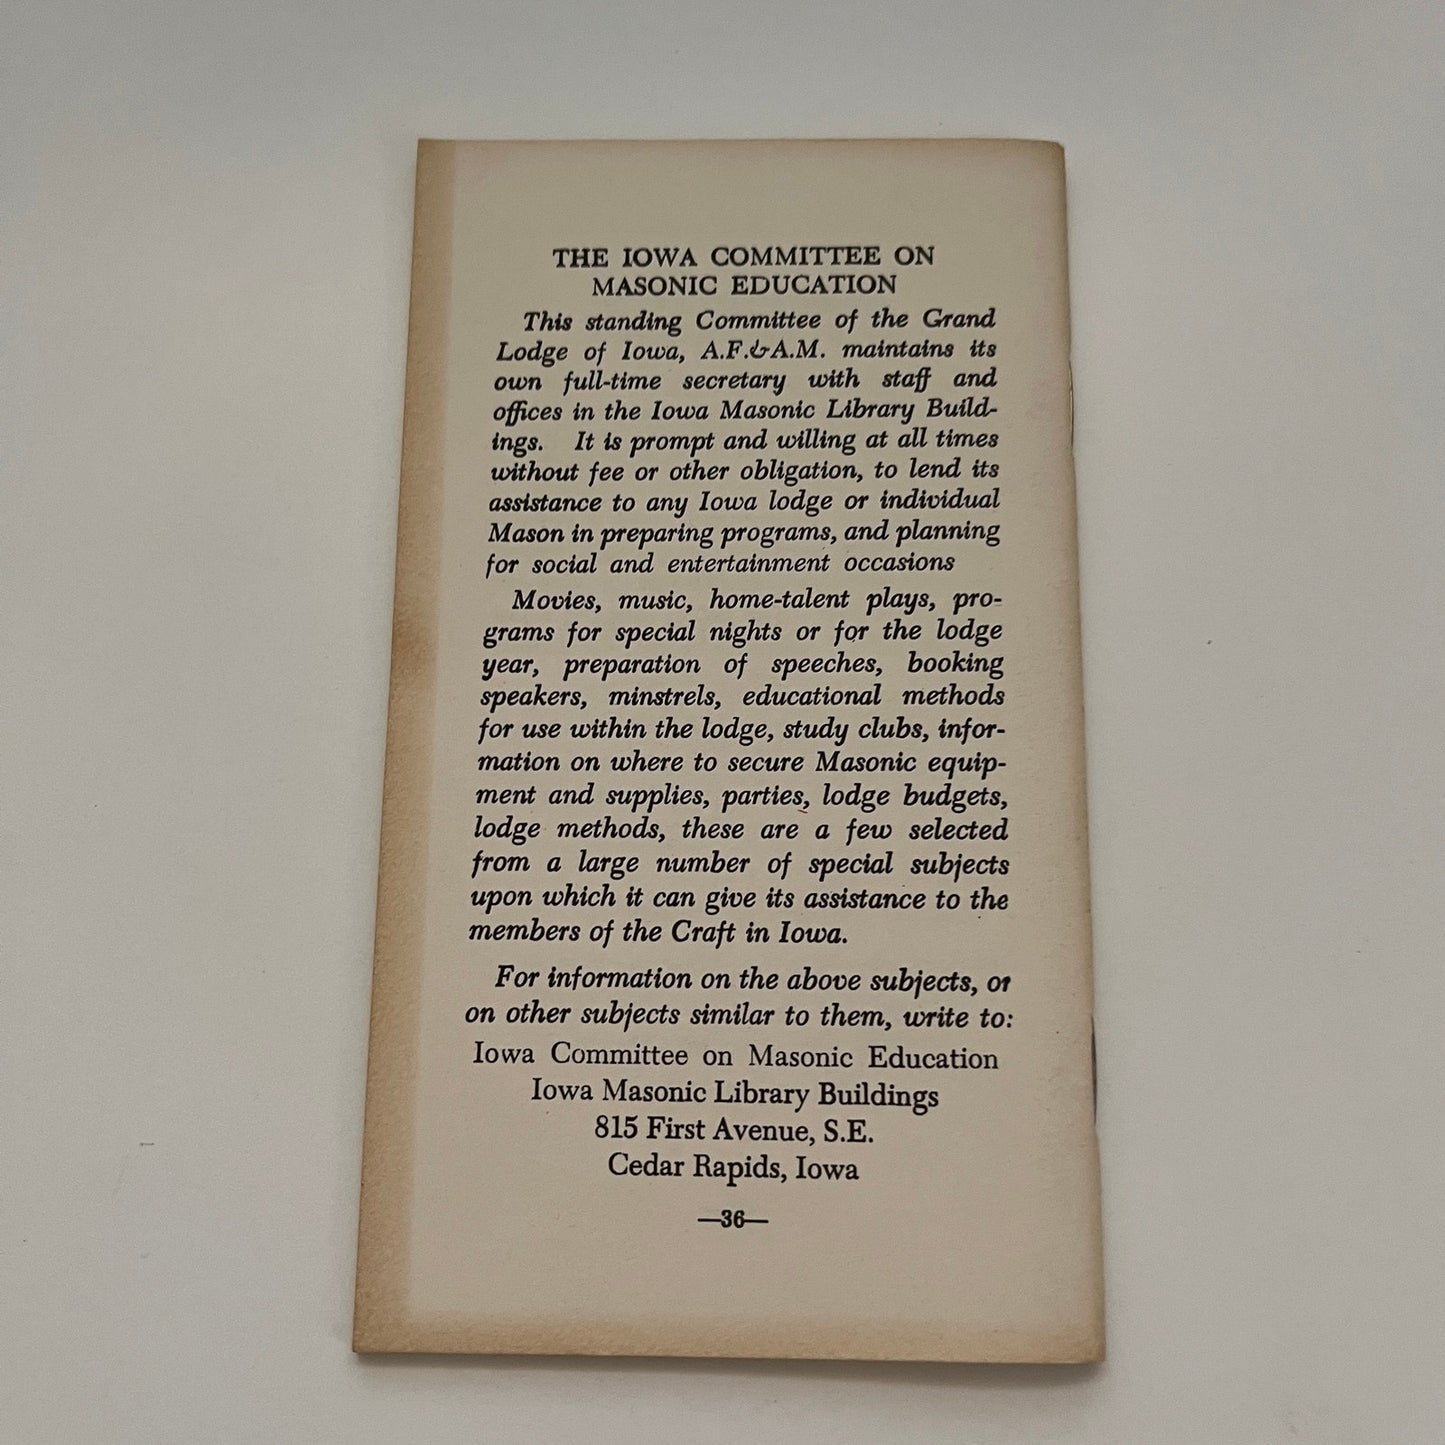 THE IOWA COMMITTEE ON
MASONIC EDUCATION
This standing Committee of the Grand
Lodge of Iowa, A.F.&A.M. maintains its
own full-time secretary with staff and
offices in the Iowa Masonic Library Build-
ings. It is prompt and willing at all times
without fee or other obligation, to lend its
assistance to any Iowa lodge or individual
Mason in preparing programs, and planning
for social and entertainment occasions
Movies, music, home-talent plays, pro-
grams for special nights or for the lodge
year, preparation of speeches, booking
speakers, minstrels, educational methods
for use within the lodge, study clubs, infor-
mation on where to secure Masonic equip-
ment and supplies, parties, lodge budgets,
lodge methods, these are a few selected
from a large number of special subjects
upon which it can give its assistance to the
members of the Craft in Iowa.
For information on the above subjects, or
on other subjects similar to them, write to:
Iowa Committee on Masonic Education
Iowa Masonic Library Buildings
815 First Avenue, S.E.
Cedar Rapids, Iowa
—36—